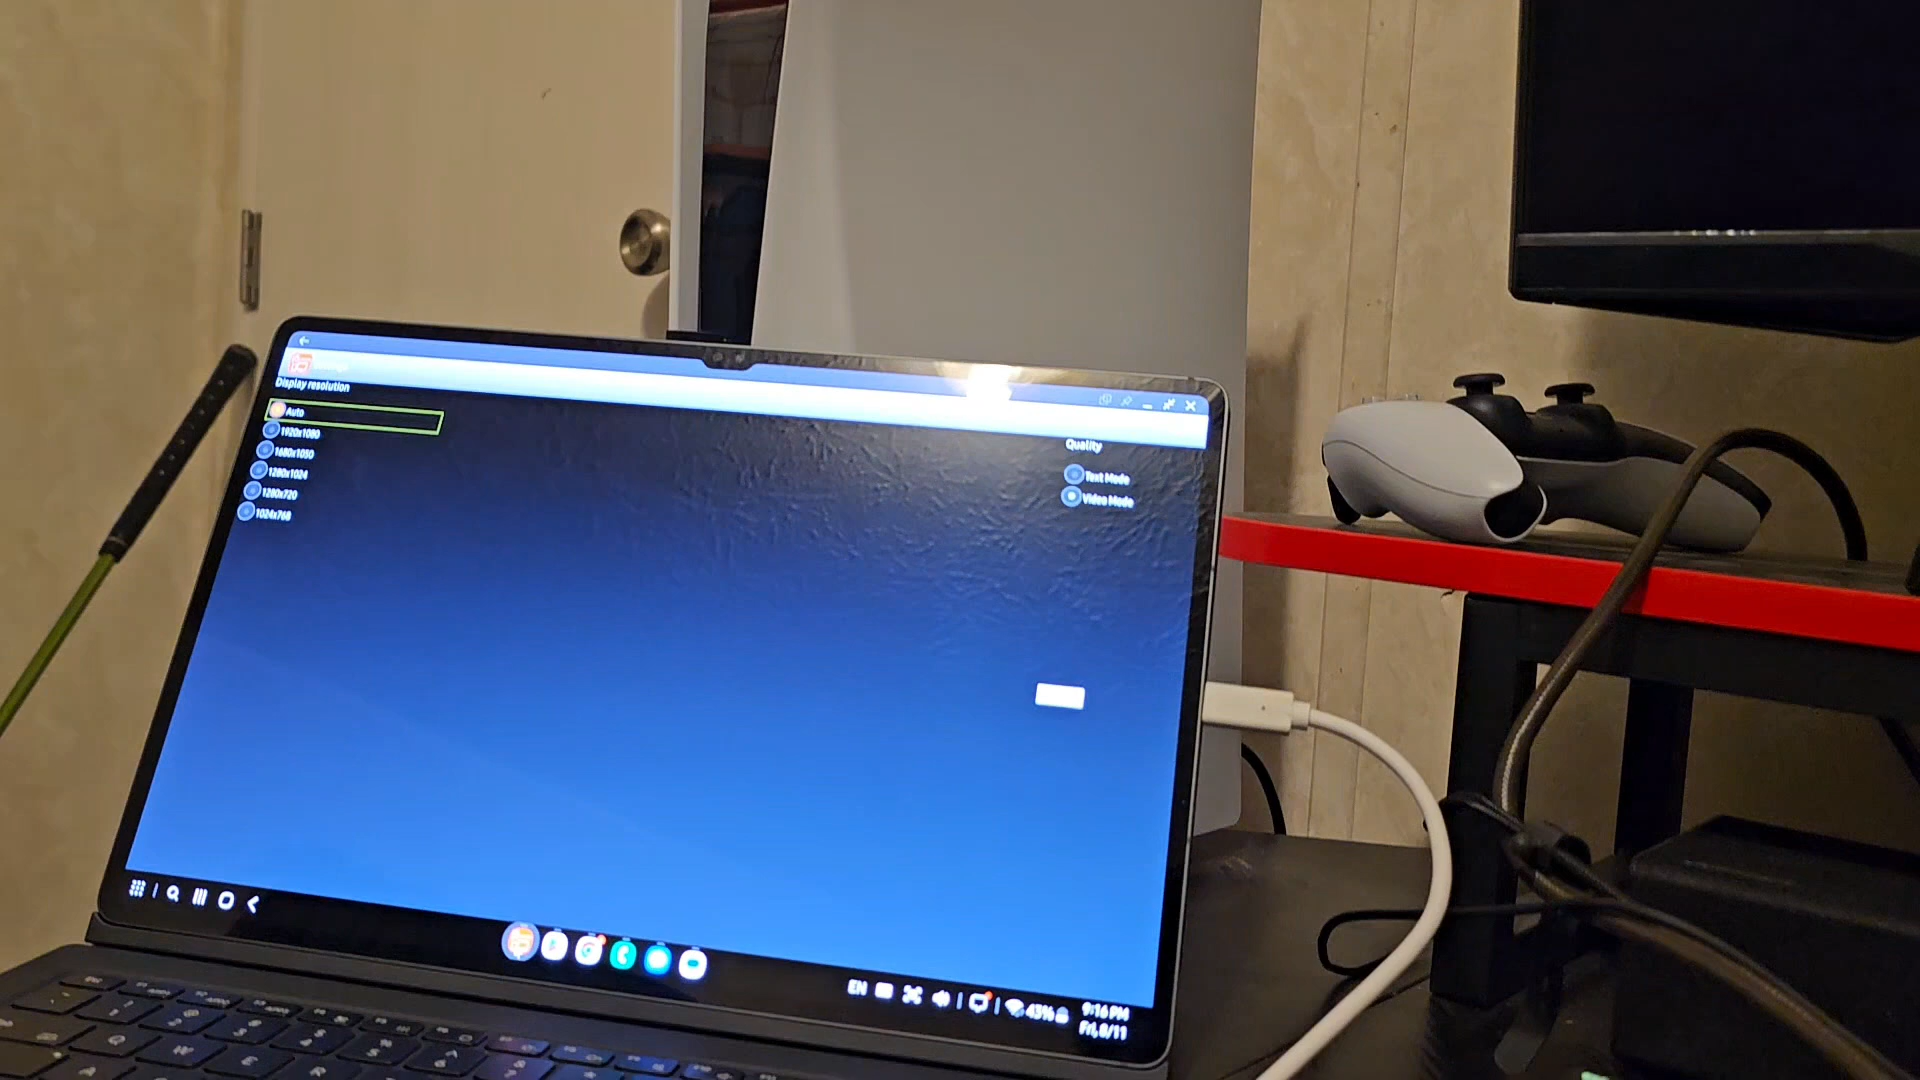 Display resolution
Auto
1920x1080
1680x1050
1280x1024
1280x720
1024x768
Quality
Text Mode
Video Mode
EN
43%
9:16 PM
Fri, 8/11